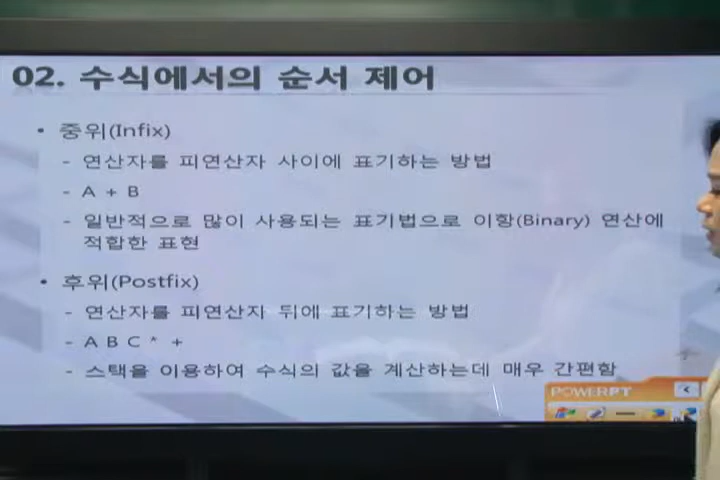 02. 수식에서의 순서 제어
• 중위(Infix)
- 연산자를 피연산자 사이에 표기하는 방법
- A + B
- 일반적으로 많이 사용되는 표기법으로 이항(Binary) 연산에
적합한 표현
• 후위(Postfix)
- 연산자를 피연산자 뒤에 표기하는 방법
- A B C * +
- 스택을 이용하여 수식의 값을 계산하는데 매우 간편함
POWERPT